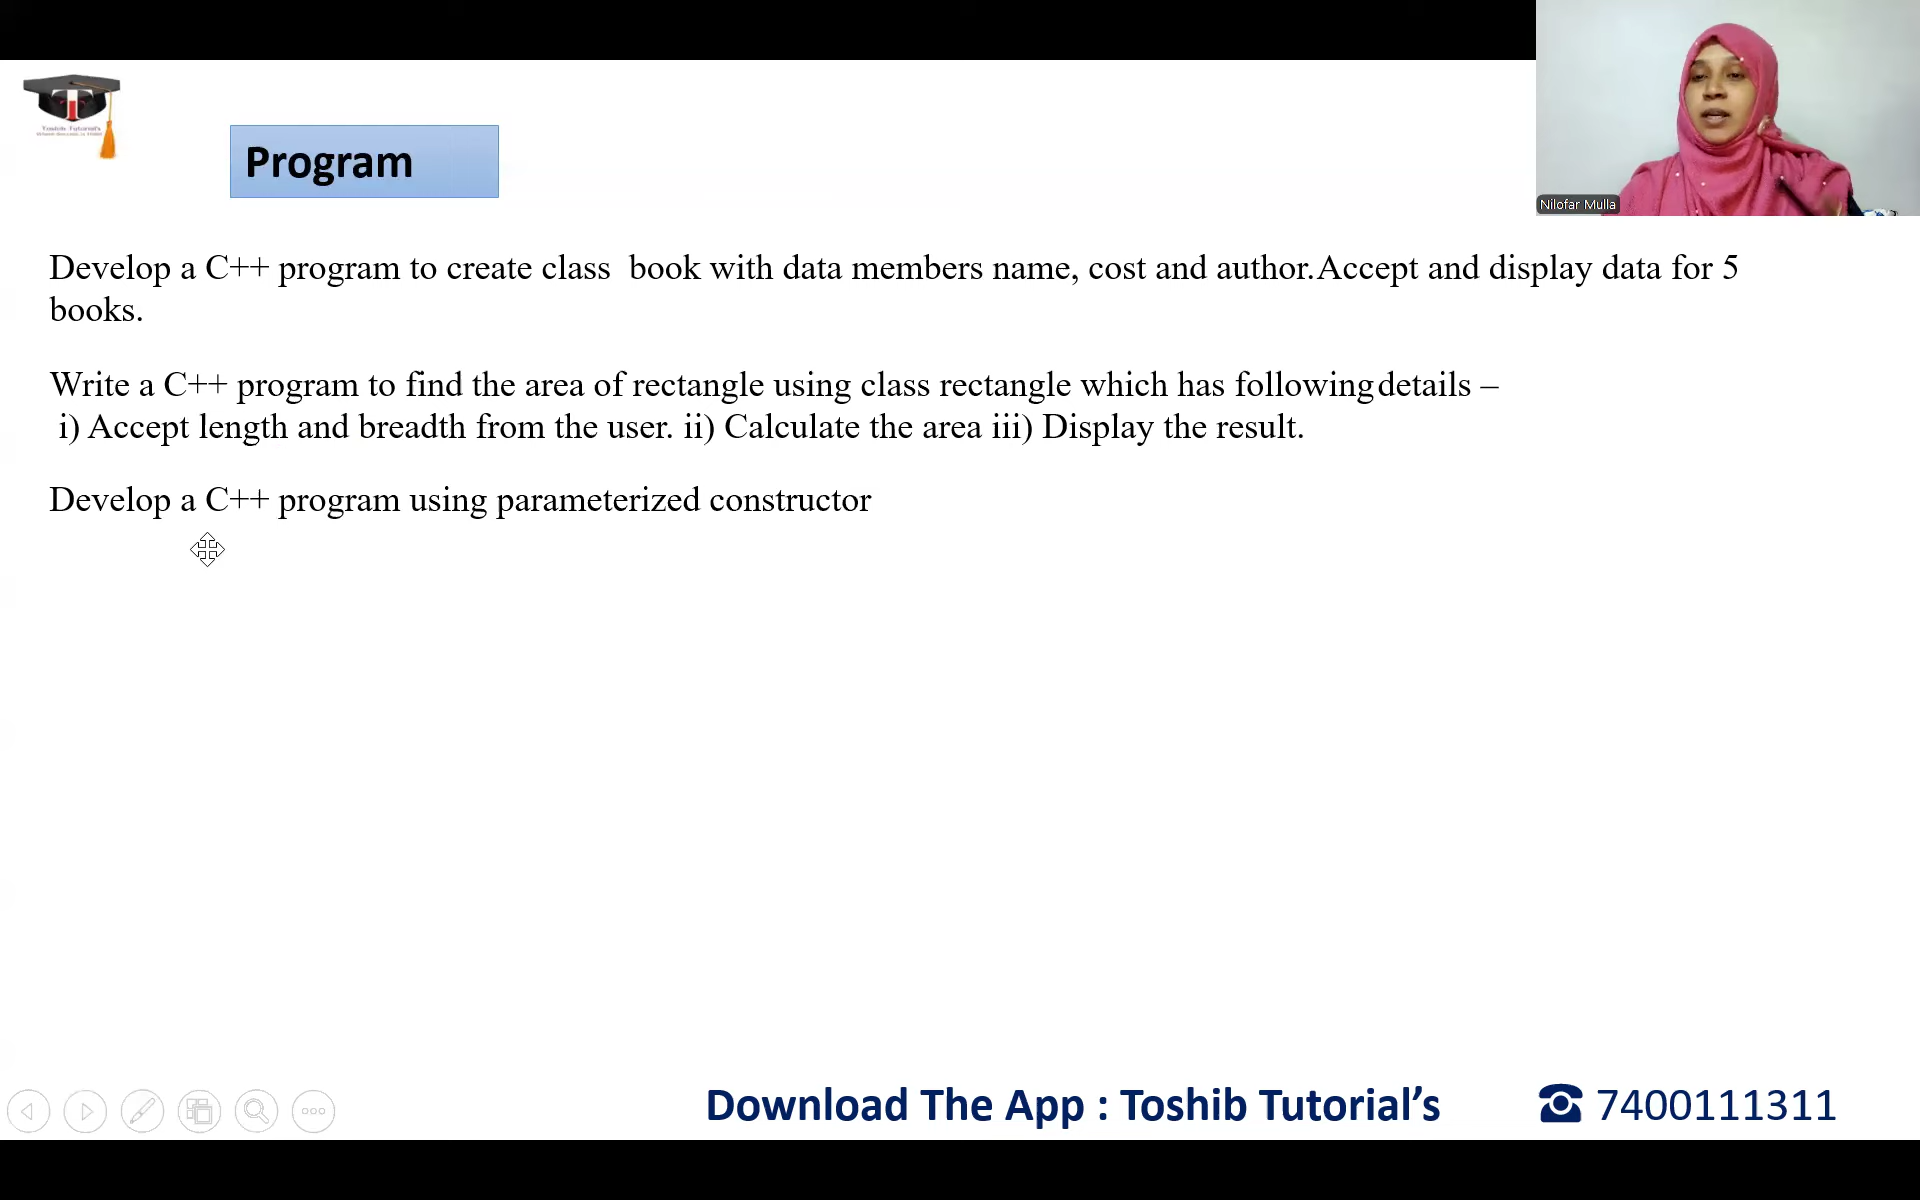 Toshib Tutorial's
Program
Nilofar Mulla
Develop a C++ program to create class book with data members name, cost and author.Accept and display data for 5
books.
Write a C++ program to find the area of rectangle using class rectangle which has following details –
i) Accept length and breadth from the user. ii) Calculate the area iii) Display the result.
Develop a C++ program using parameterized constructor
Download The App : Toshib Tutorial’s
7400111311